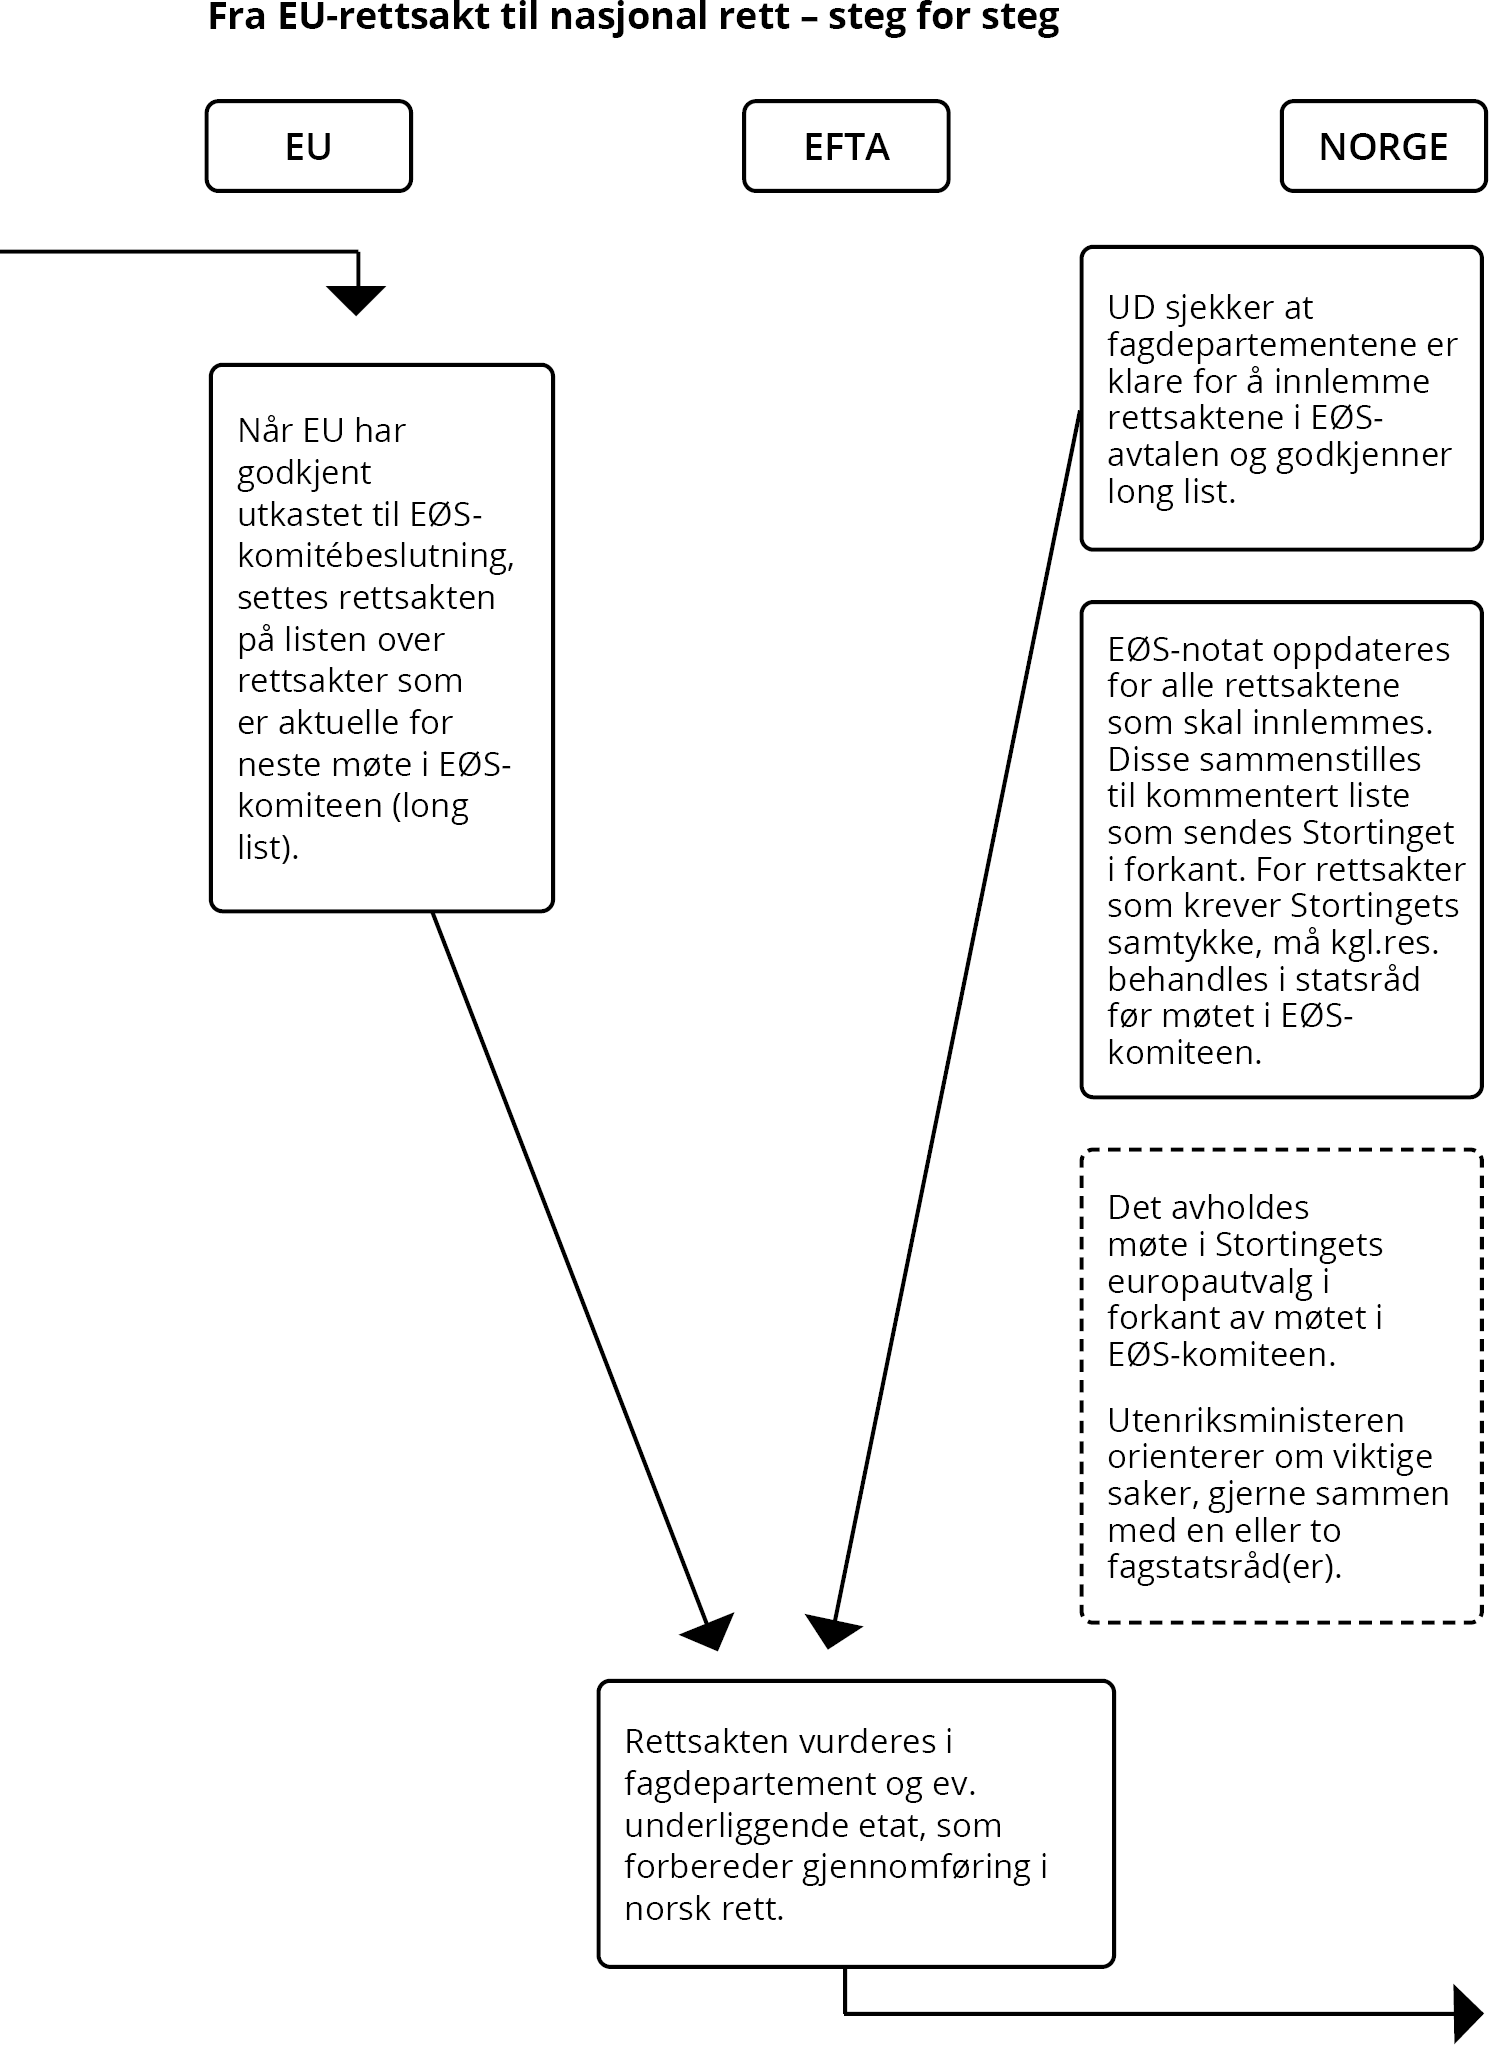 Fra EU-rettsakt til nasjonal rett – steg for steg
EU
EFTA
NORGE
Når EU har
godkjent
utkastet til EØS-
komitébeslutning,
settes rettsakten
på listen over
rettsakter som
er aktuelle for
neste møte i EØS-
komiteen (long
list).
UD sjekker at
fagdepartementene er
klare for å innlemme
rettsaktene i EØS-
avtalen og godkjenner
long list.
EØS-notat oppdateres
for alle rettsaktene
som skal innlemmes.
Disse sammenstilles
til kommentert liste
som sendes Stortinget
i forkant. For rettsakter
som krever Stortingets
samtykke, må kgl.res.
behandles i statsråd
før møtet i EØS-
komiteen.
Det avholdes
møte i Stortingets
europautvalg i
forkant av møtet i
EØS-komiteen.
Utenriksministeren
orienterer om viktige
saker, gjerne sammen
med en eller to
fagstatsråd(er).
Rettsakten vurderes i
fagdepartement og ev.
underliggende etat, som
forbereder gjennomføring i
norsk rett.